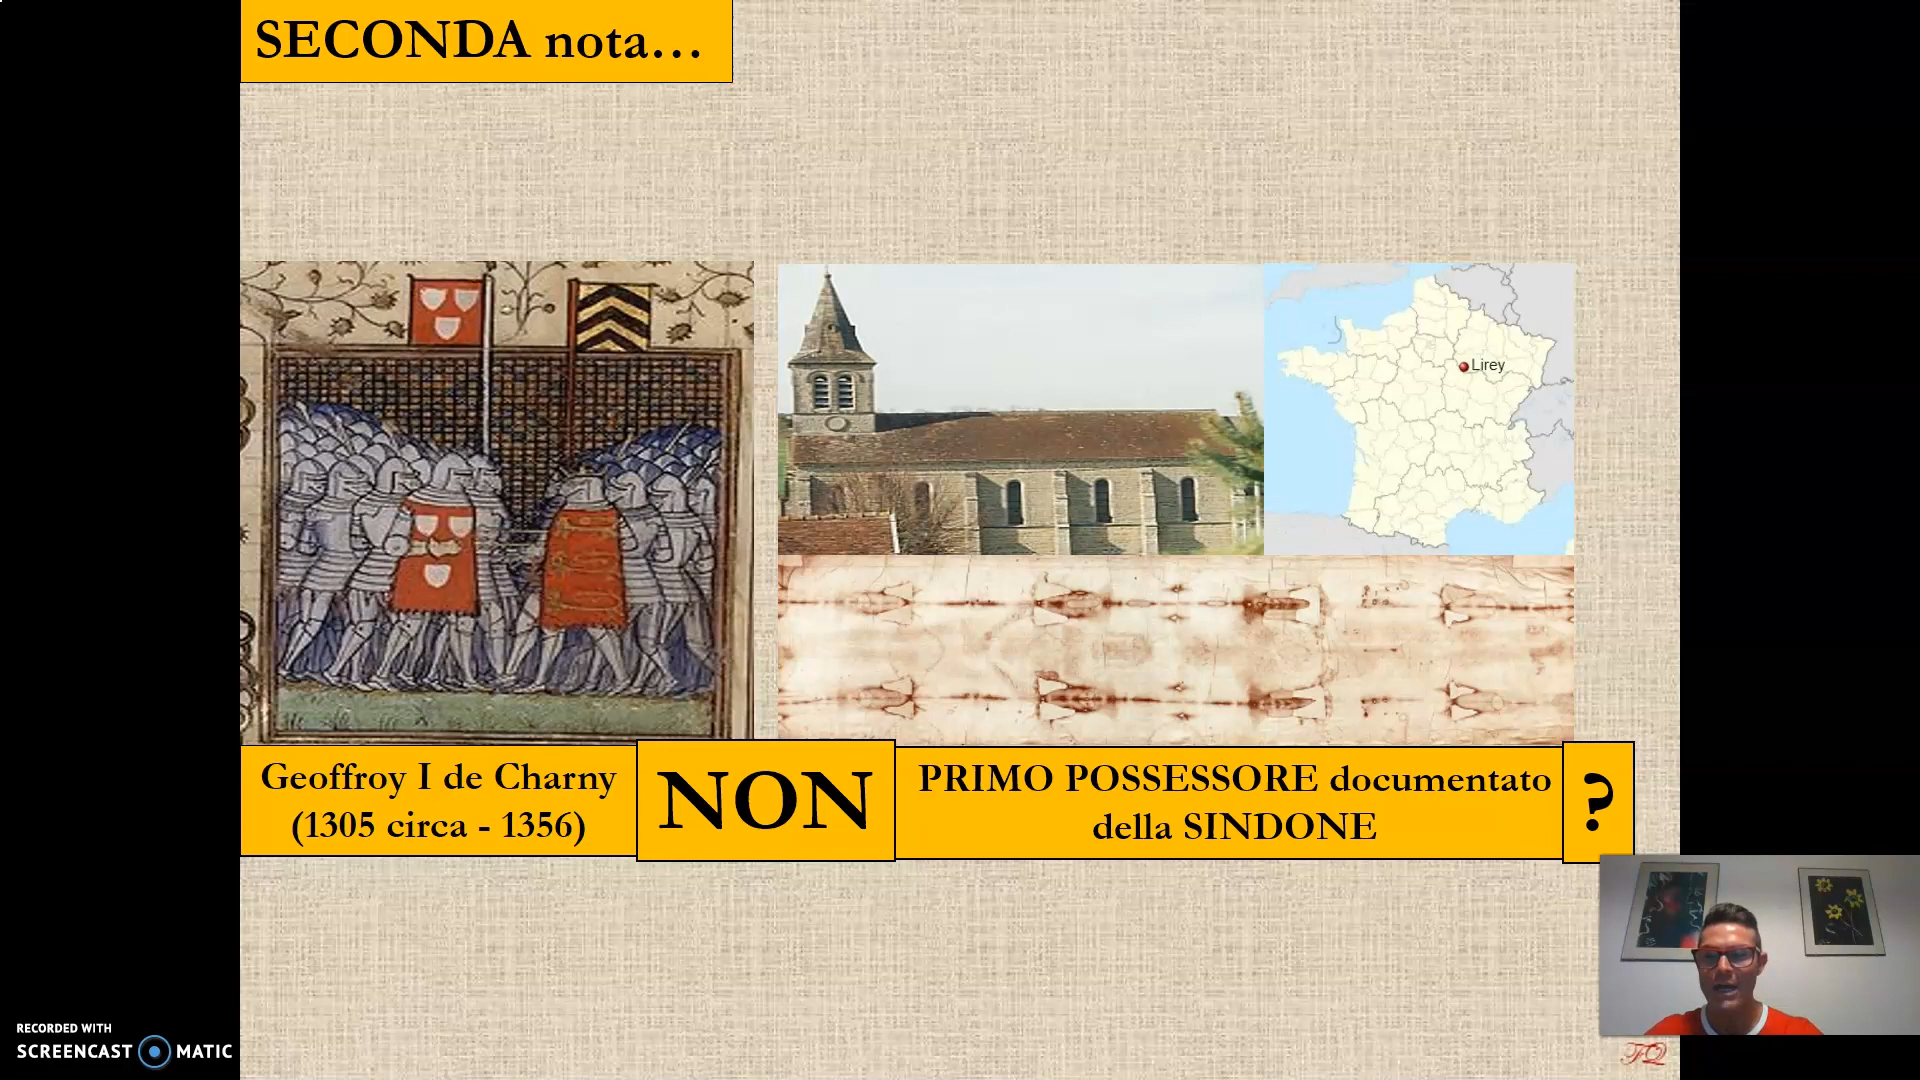 SECONDA nota…
Lirey
Geoffroy I de Charny
(1305 circa - 1356)
NON
PRIMO POSSESSORE documentato
della SINDONE
?
RECORDED WITH
SCREENCAST MATIC
FQ